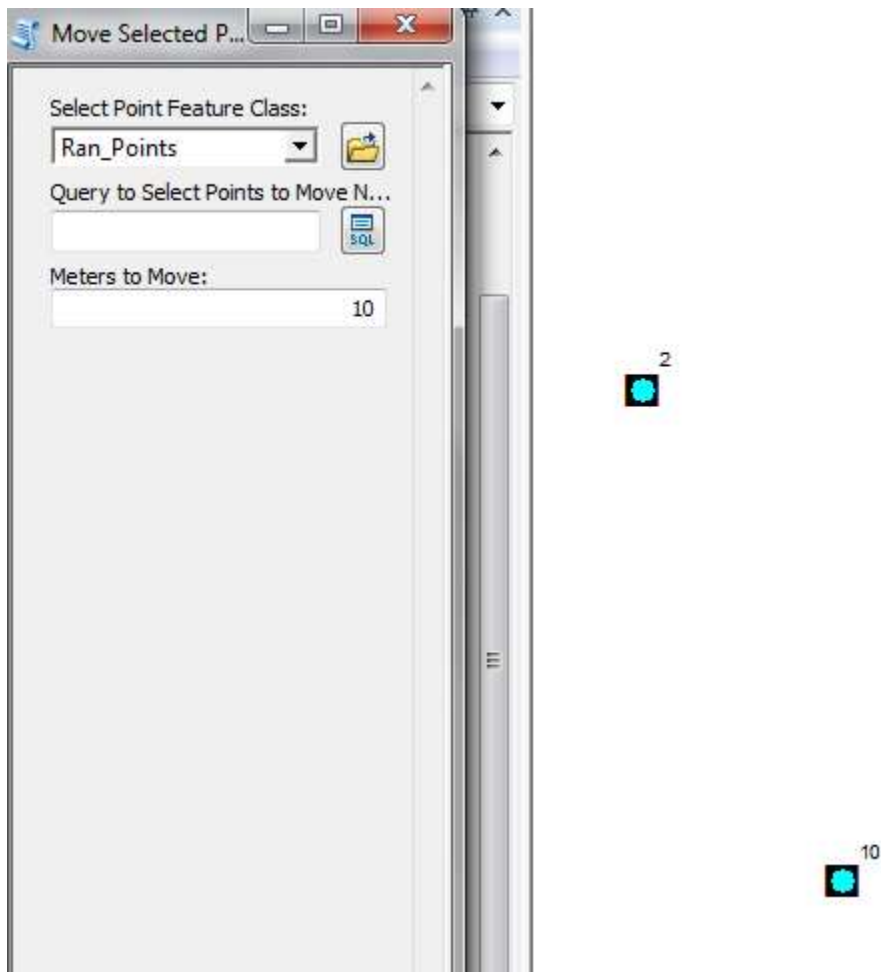 Move Selected P...
Select Point Feature Class:
Ran_Points
Query to Select Points to Move N...
SQL
Meters to Move:
10
2
10